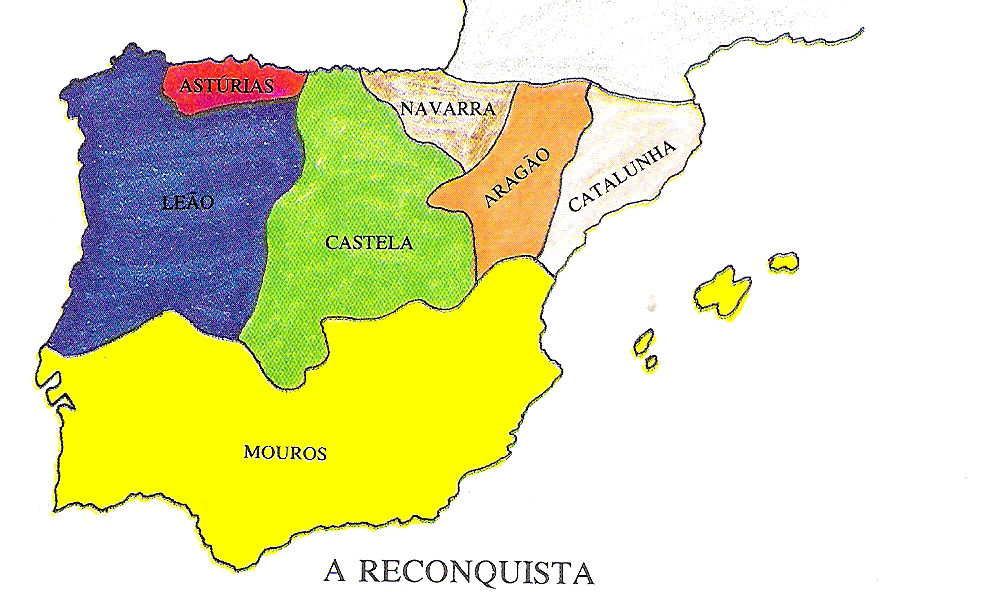 ASTÚRIAS
NAVARRA
ARAGÃO
CATALUNHA
LEÃO
CASTELA
MOUROS
A RECONQUISTA